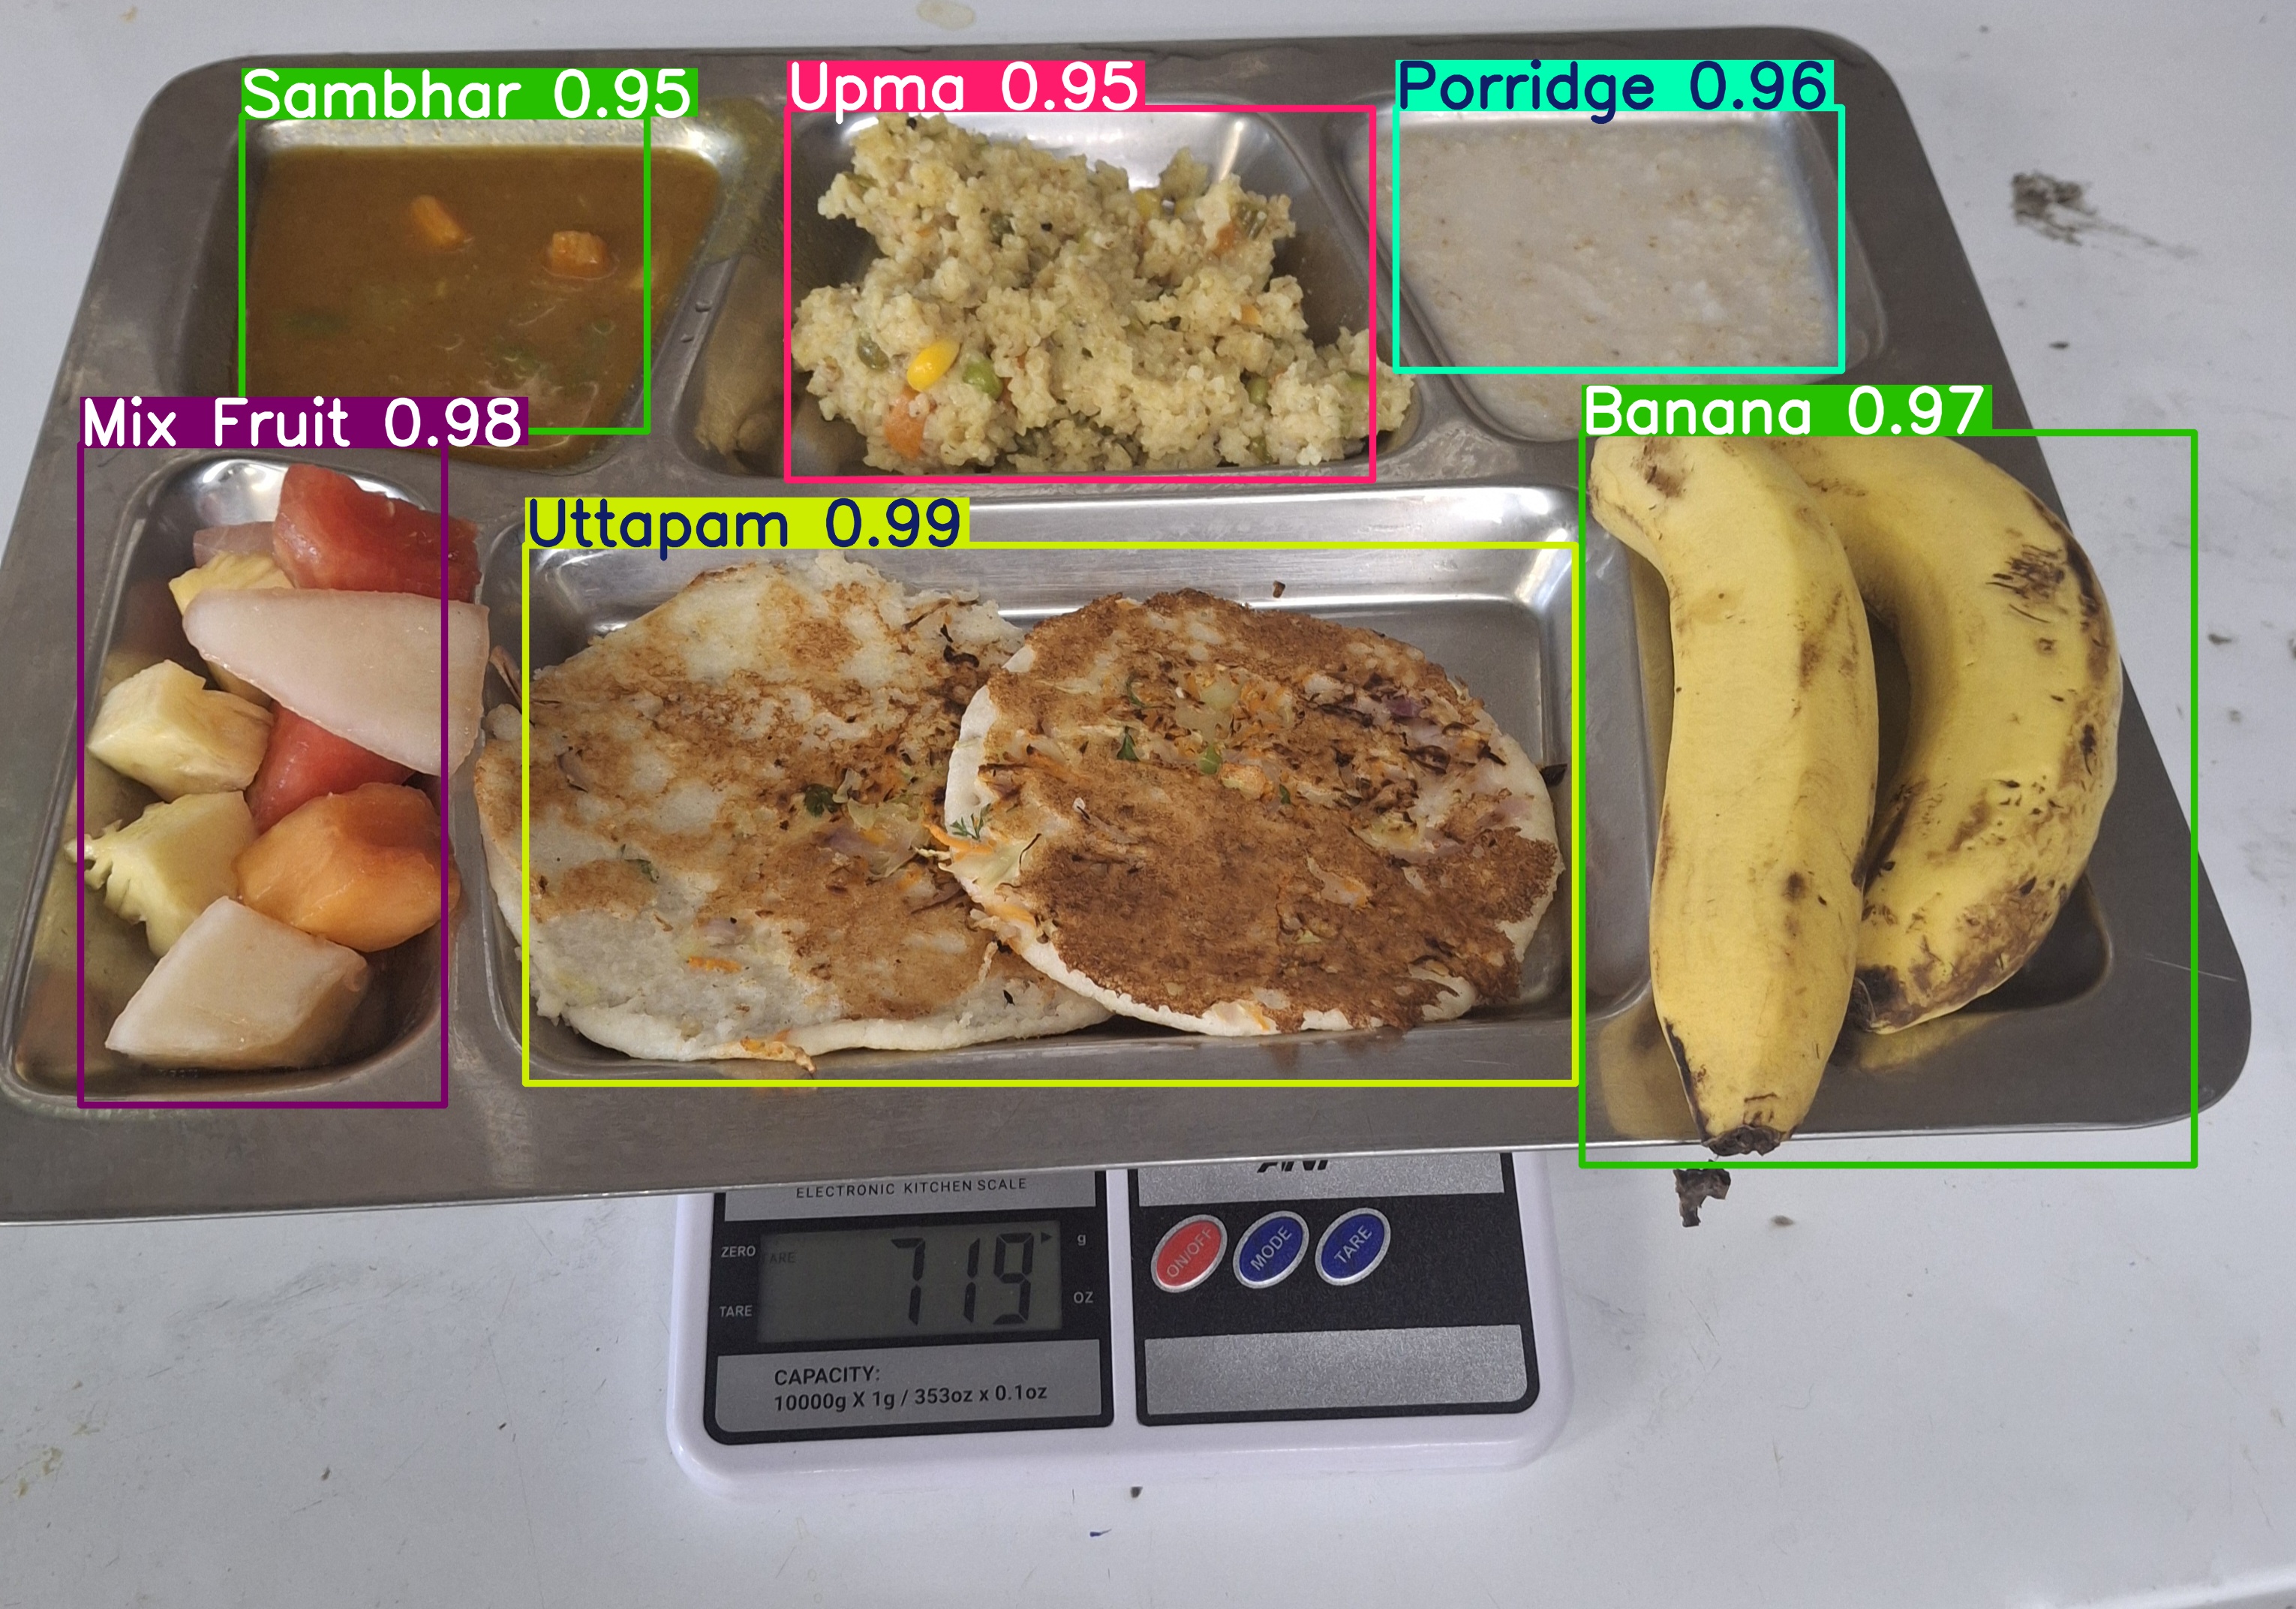 Sambhar 0.95
Upma 0.95
Porridge 0.96
Mix Fruit 0.98
Banana 0.97
Uttapam 0.99
ELECTRONIC KITCHEN SCALE
ZERO
TARE
719
g
TARE
OZ
ON/OFF
MODE
TARE
CAPACITY:
10000g X 1g / 353oz x 0.1oz